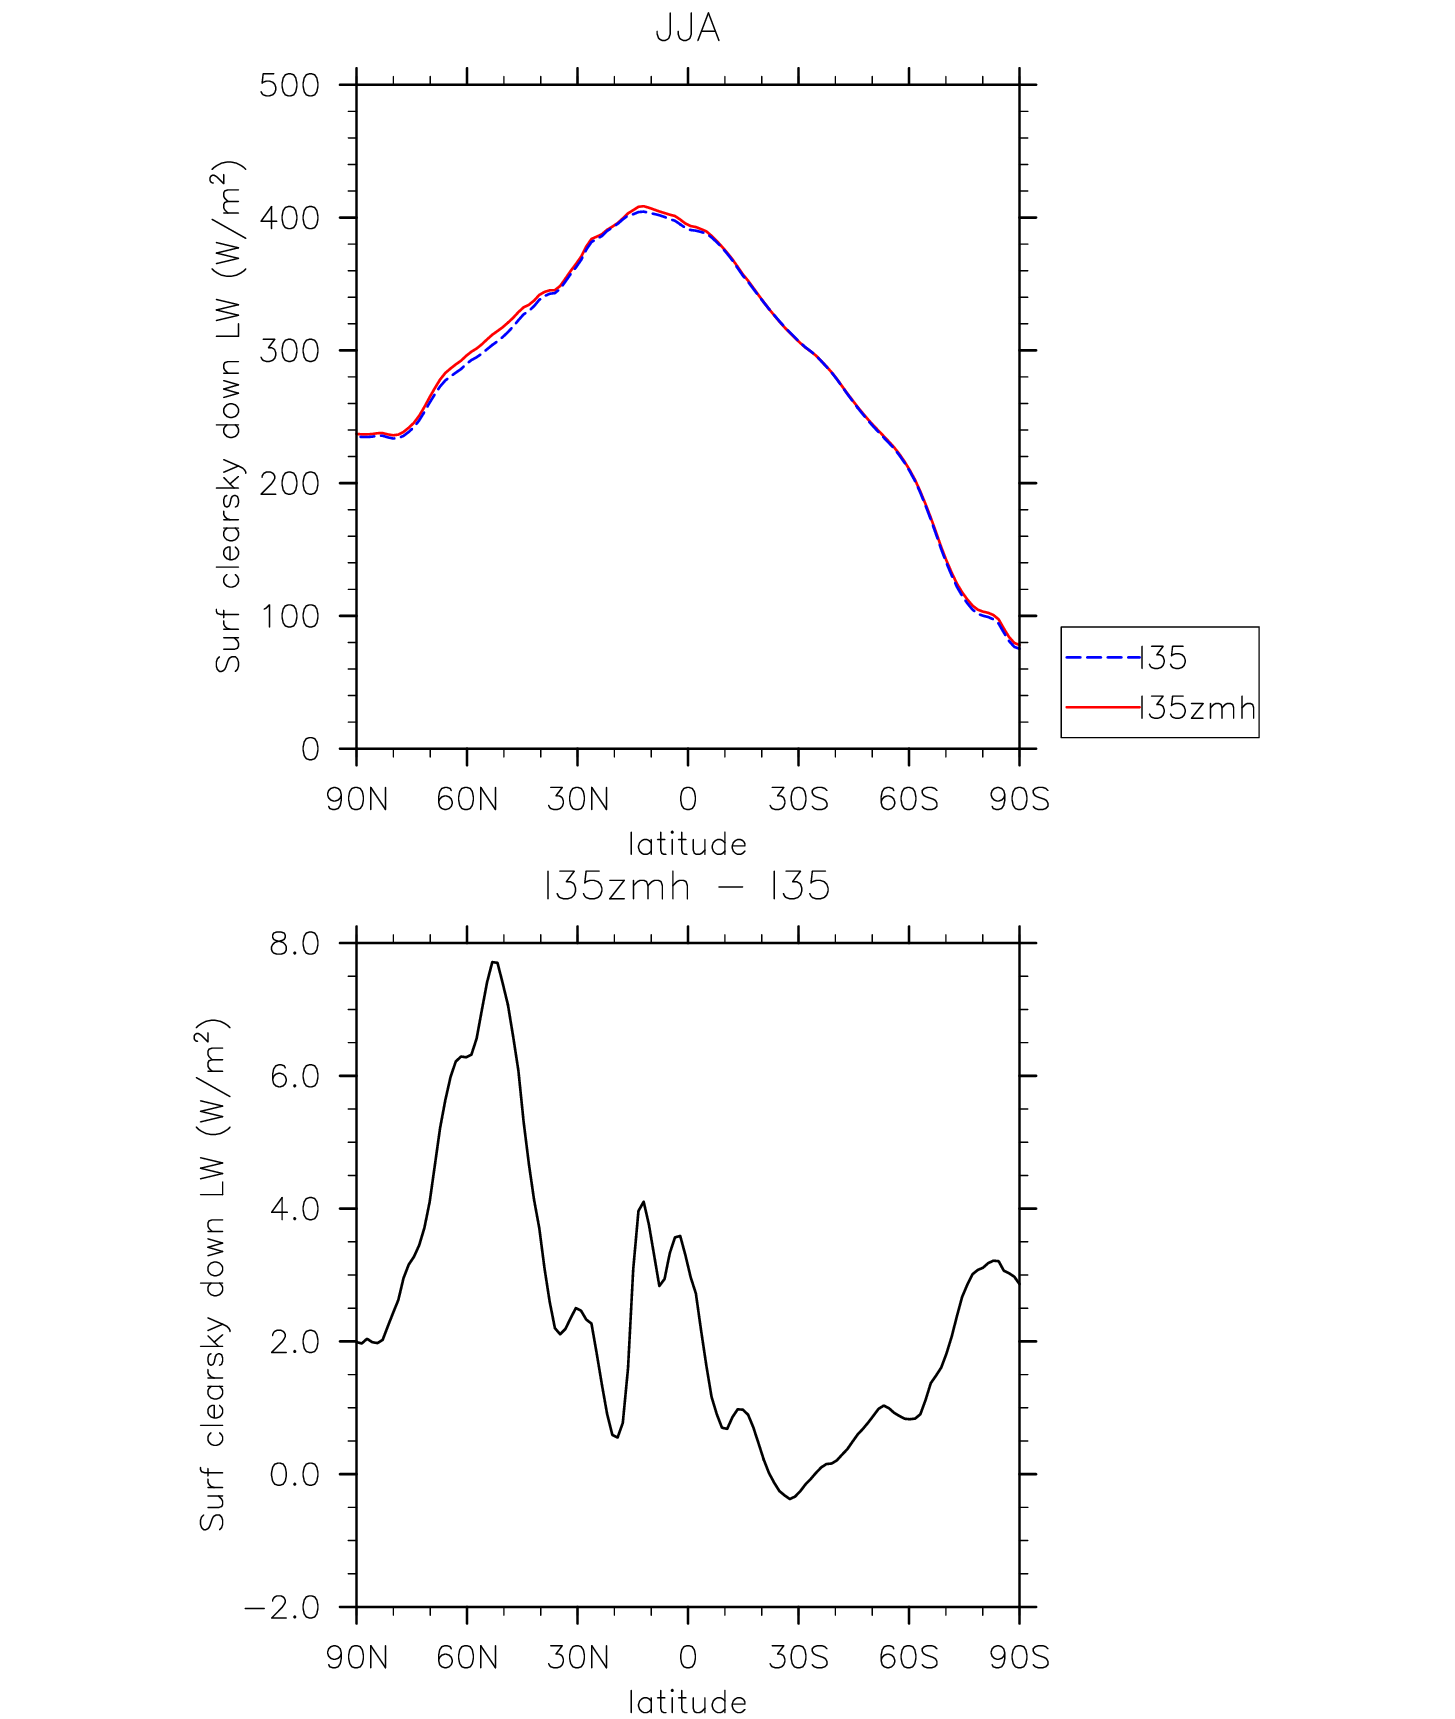 JJA
Surf clearsky down LW (W/m²)
500
400
300
200
100
0
90N 60N 30N 0 30S 60S 90S
latitude
I35
I35zmh
I35zmh − I35
Surf clearsky down LW (W/m²)
8.0
6.0
4.0
2.0
0.0
−2.0
90N 60N 30N 0 30S 60S 90S
latitude